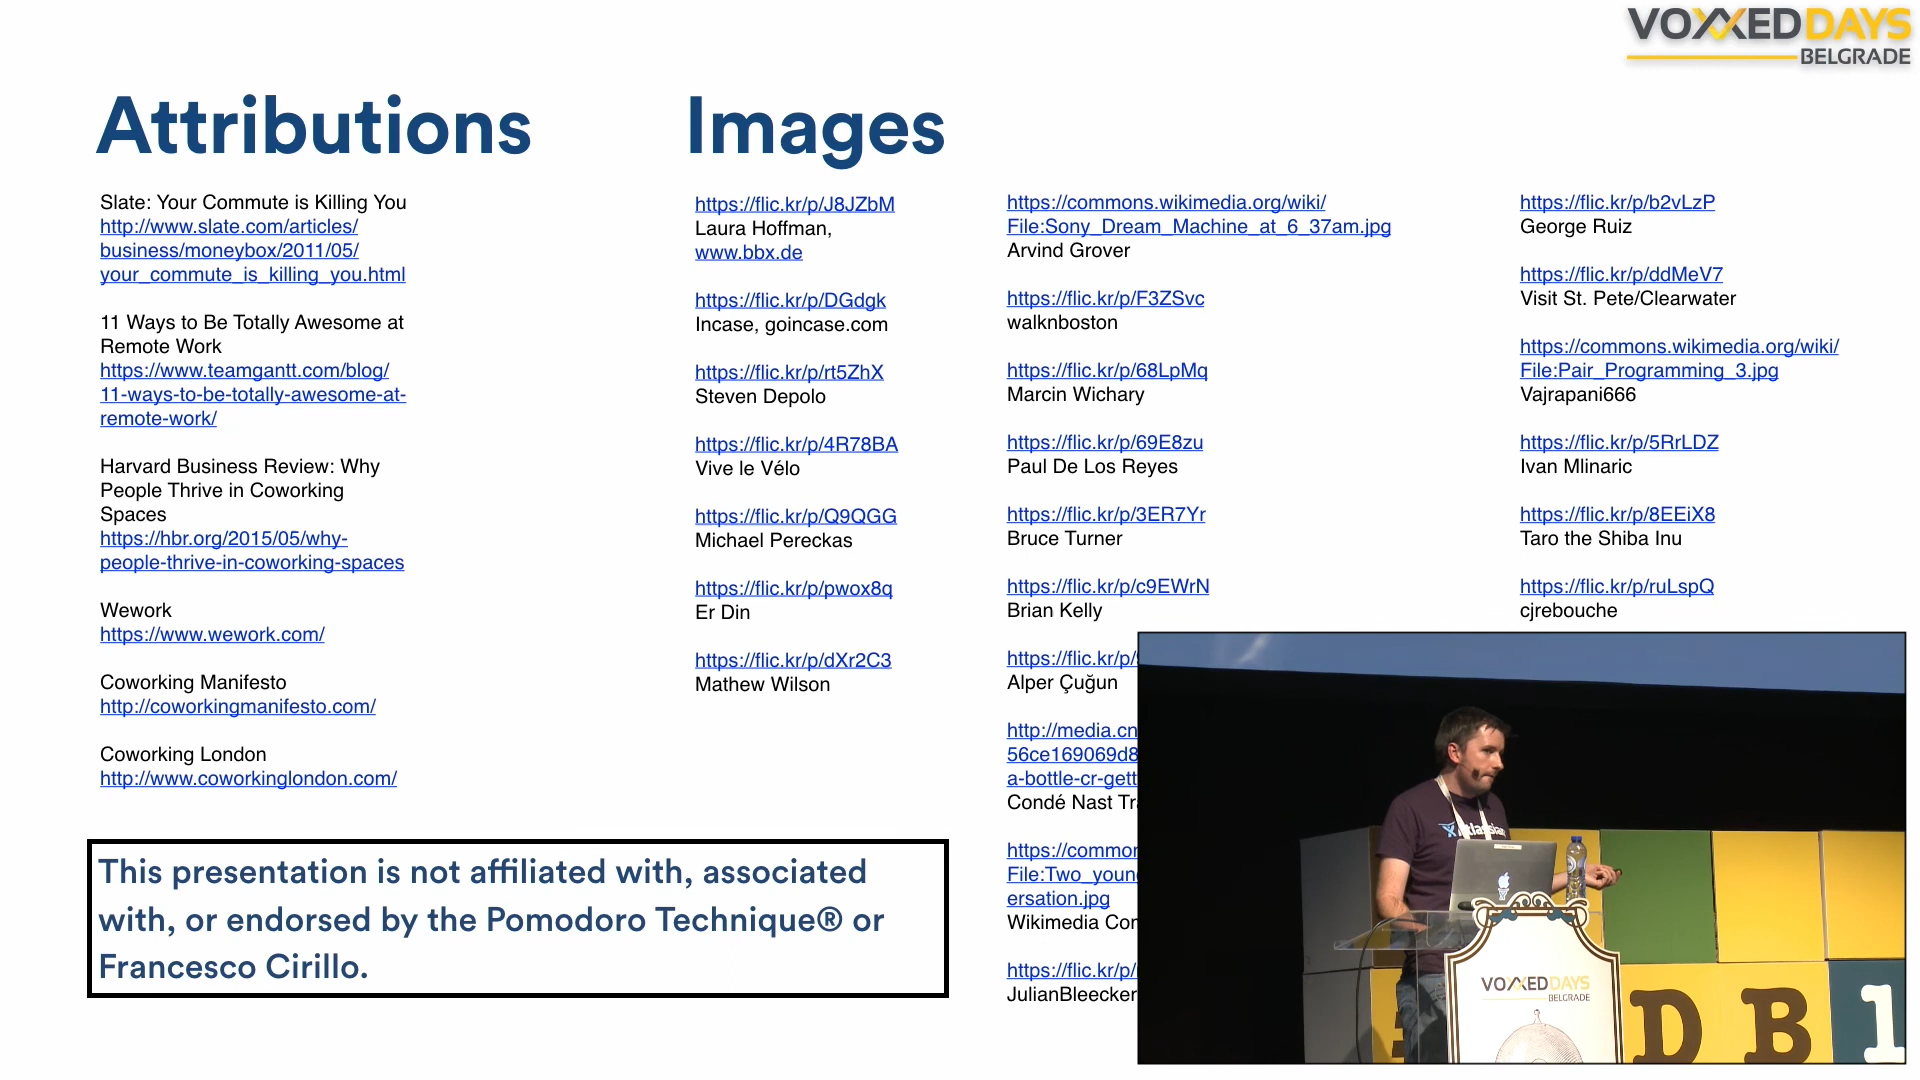 VOXXED DAYS
BELGRADE
Attributions
Slate: Your Commute is Killing You
http://www.slate.com/articles/
business/moneybox/2011/05/
your_commute_is_killing_you.html
11 Ways to Be Totally Awesome at
Remote Work
https://www.teamgantt.com/blog/
11-ways-to-be-totally-awesome-at-
remote-work/
Harvard Business Review: Why
People Thrive in Coworking
Spaces
https://hbr.org/2015/05/why-
people-thrive-in-coworking-spaces
Wework
https://www.wework.com/
Coworking Manifesto
http://coworkingmanifesto.com/
Coworking London
http://www.coworkinglondon.com/
This presentation is not affiliated with, associated
with, or endorsed by the Pomodoro Technique® or
Francesco Cirillo.
Images
https://flic.kr/p/J8JZbM
Laura Hoffman,
www.bbx.de
https://flic.kr/p/DGdgk
Incase, goincase.com
https://flic.kr/p/rt5ZhX
Steven Depolo
https://flic.kr/p/4R78BA
Vive le Vélo
https://flic.kr/p/Q9QGG
Michael Pereckas
https://flic.kr/p/pwox8q
Er Din
https://flic.kr/p/dXr2C3
Mathew Wilson
https://commons.wikimedia.org/wiki/
File:Sony_Dream_Machine_at_6_37am.jpg
Arvind Grover
https://flic.kr/p/F3ZSvc
walknboston
https://flic.kr/p/68LpMq
Marcin Wichary
https://flic.kr/p/69E8zu
Paul De Los Reyes
https://flic.kr/p/3ER7Yr
Bruce Turner
https://flic.kr/p/c9EWrN
Brian Kelly
https://flic.kr/p/
Alper Çuğun
http://media.cn
56ce169069d8
a-bottle-cr-gett
Condé Nast Tra
https://common
File:Two_youn
ersation.jpg
Wikimedia Com
https://flic.kr/p/
JulianBleecker
https://flic.kr/p/b2vLzP
George Ruiz
https://flic.kr/p/ddMeV7
Visit St. Pete/Clearwater
https://commons.wikimedia.org/wiki/
File:Pair_Programming_3.jpg
Vajrapani666
https://flic.kr/p/5RrLDZ
Ivan Mlinaric
https://flic.kr/p/8EEiX8
Taro the Shiba Inu
https://flic.kr/p/ruLspQ
cjrebouche
Atlassian
VOXXED DAYS
BELGRADE
D B 1